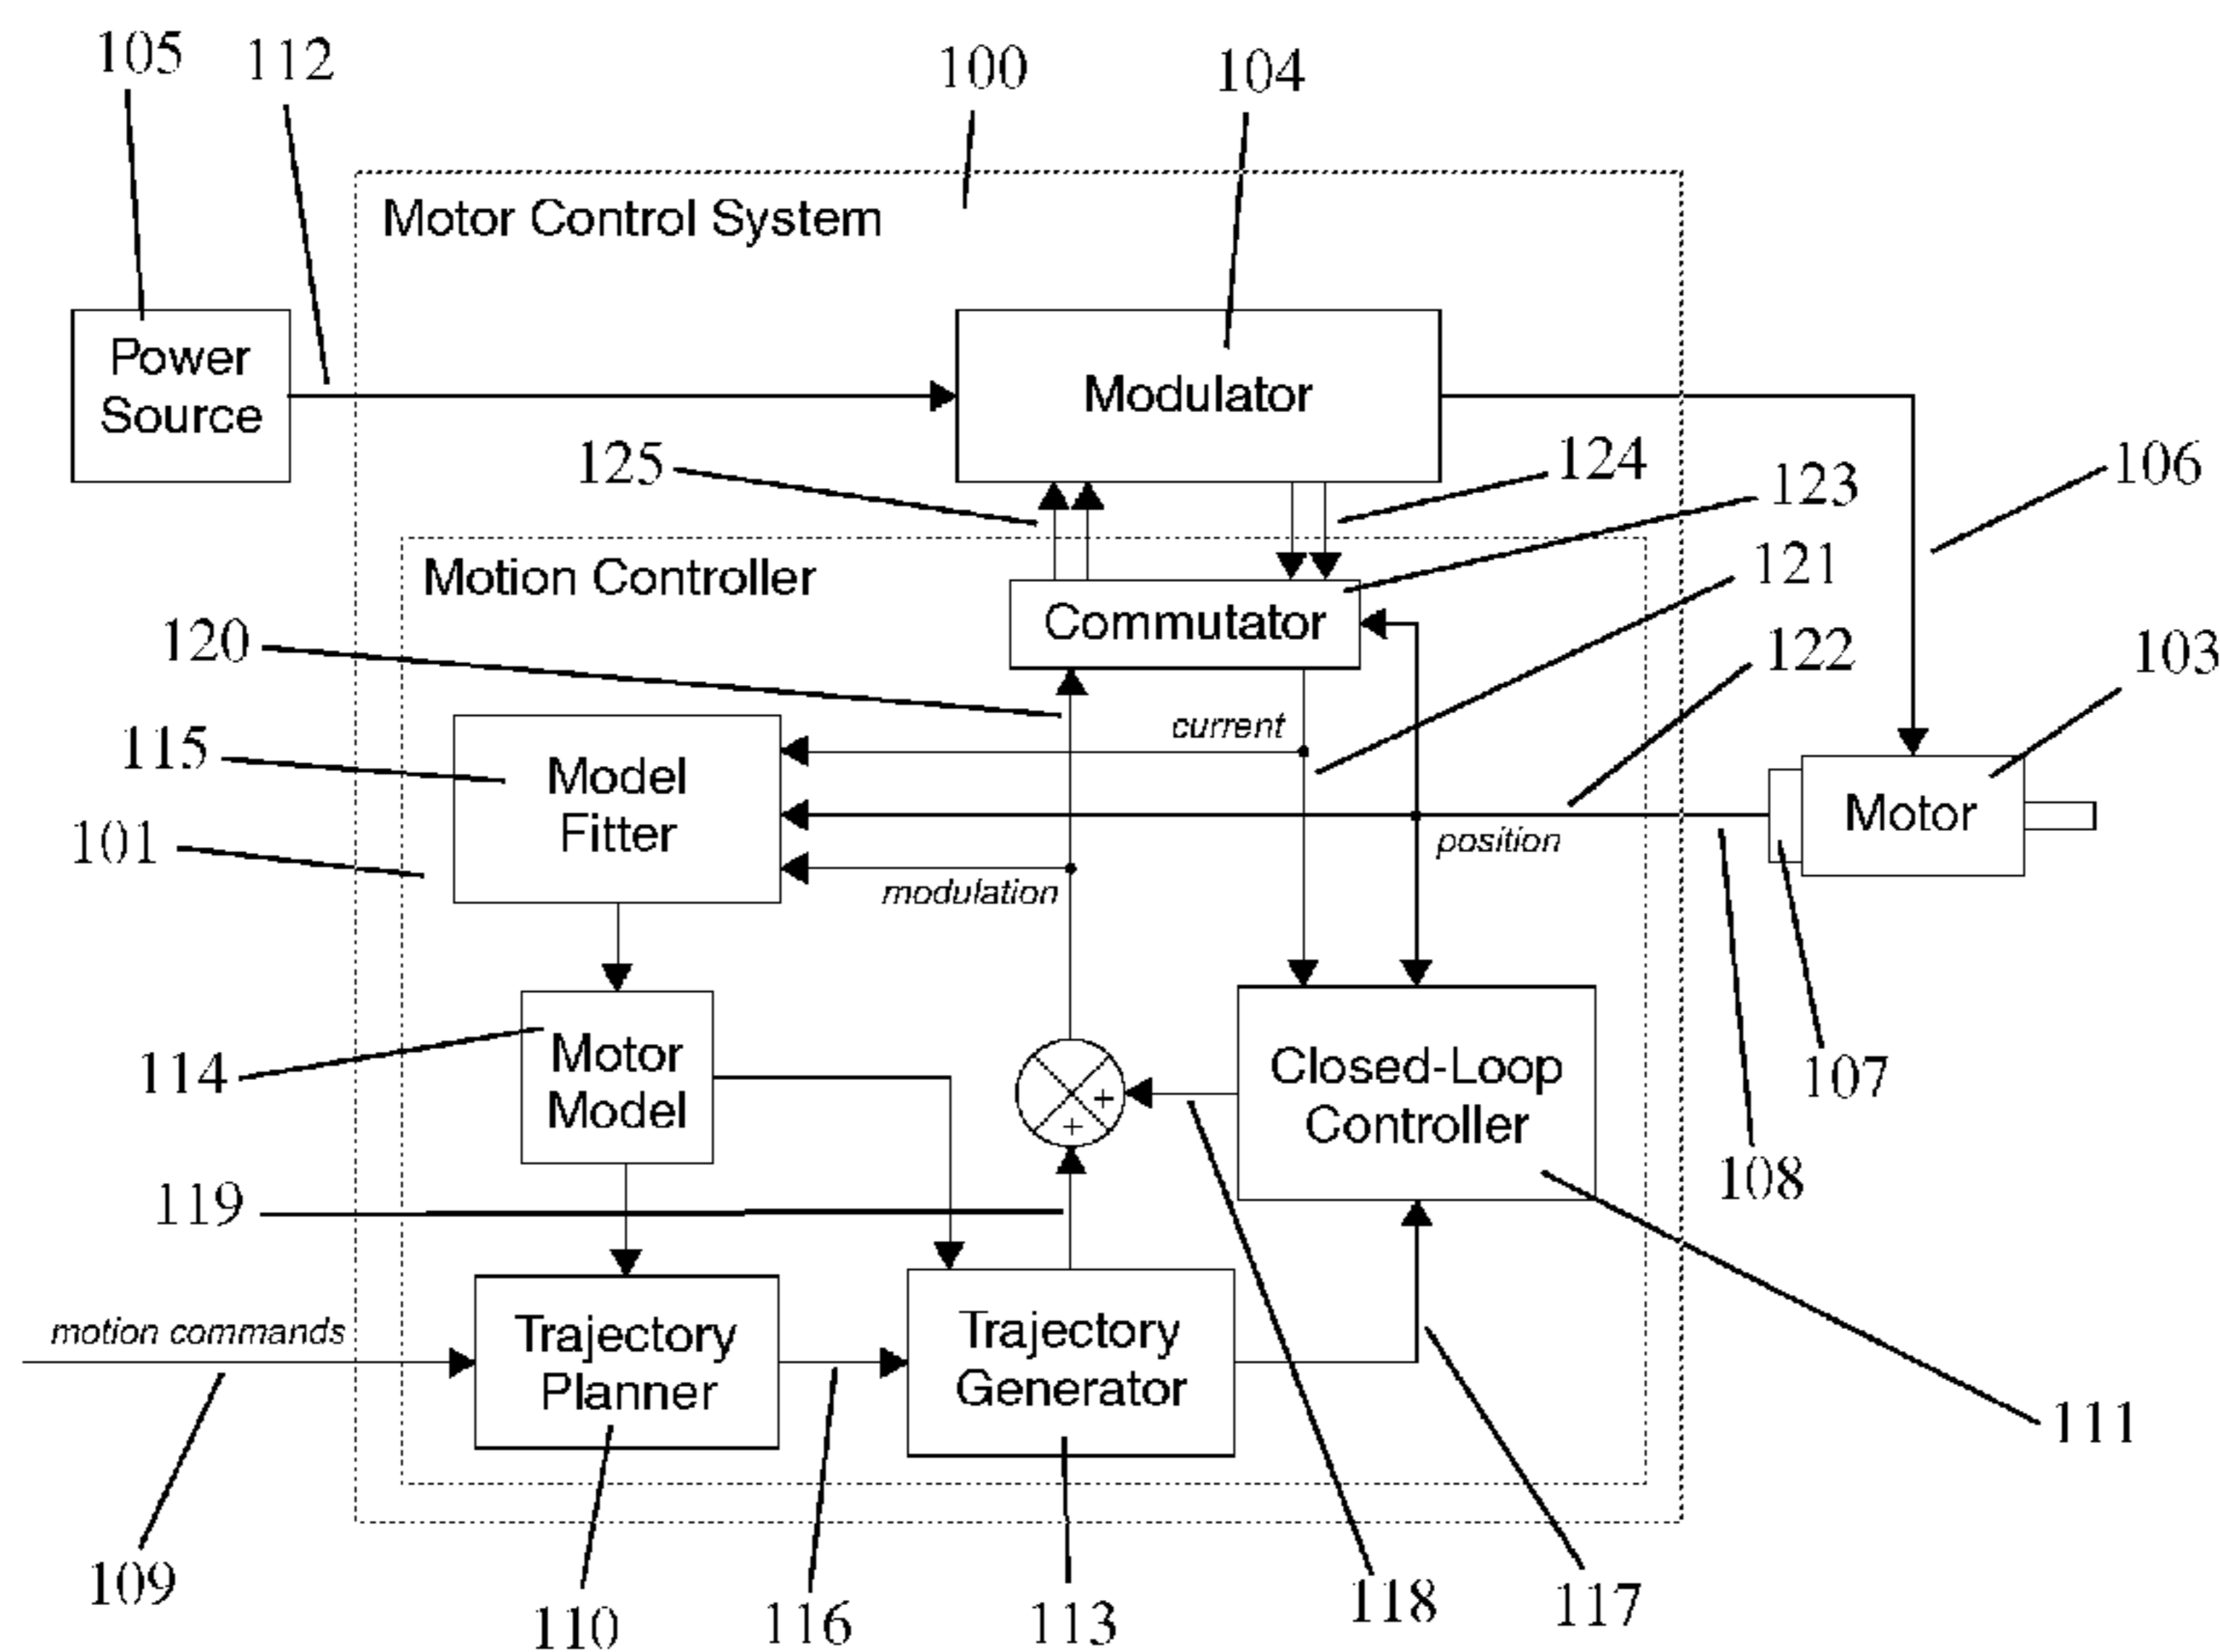 105
112
100
104
Motor Control System
Power
Source
Modulator
125
124
123
106
Motion Controller
121
Commutator
120
122
103
current
115
Model
Fitter
Motor
101
position
modulation
114
Motor
Model
+
+
Closed-Loop
Controller
107
108
119
motion commands
Trajectory
Planner
Trajectory
Generator
111
109
110
116
113
118
117